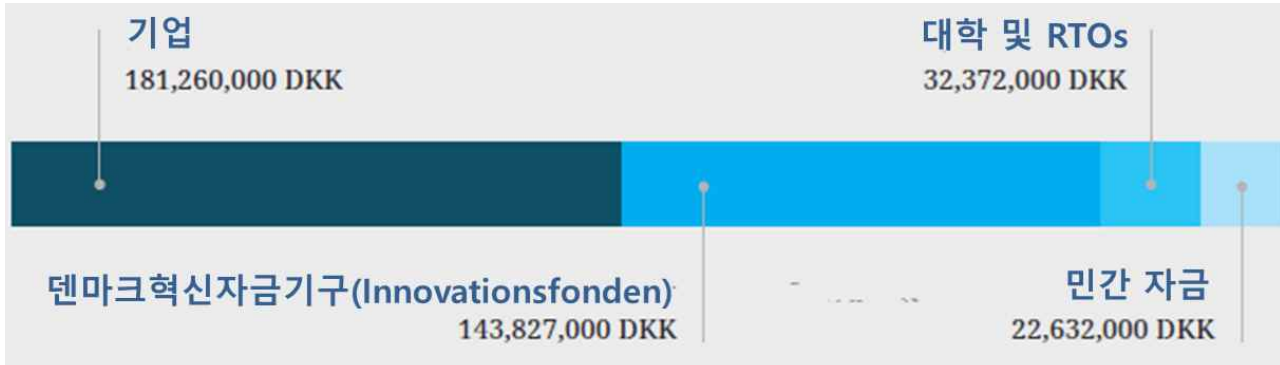 기업
181,260,000 DKK
대학 및 RTOs
32,372,000 DKK
덴마크혁신자금기구(Innovationsfonden)
143,827,000 DKK
민간 자금
22,632,000 DKK